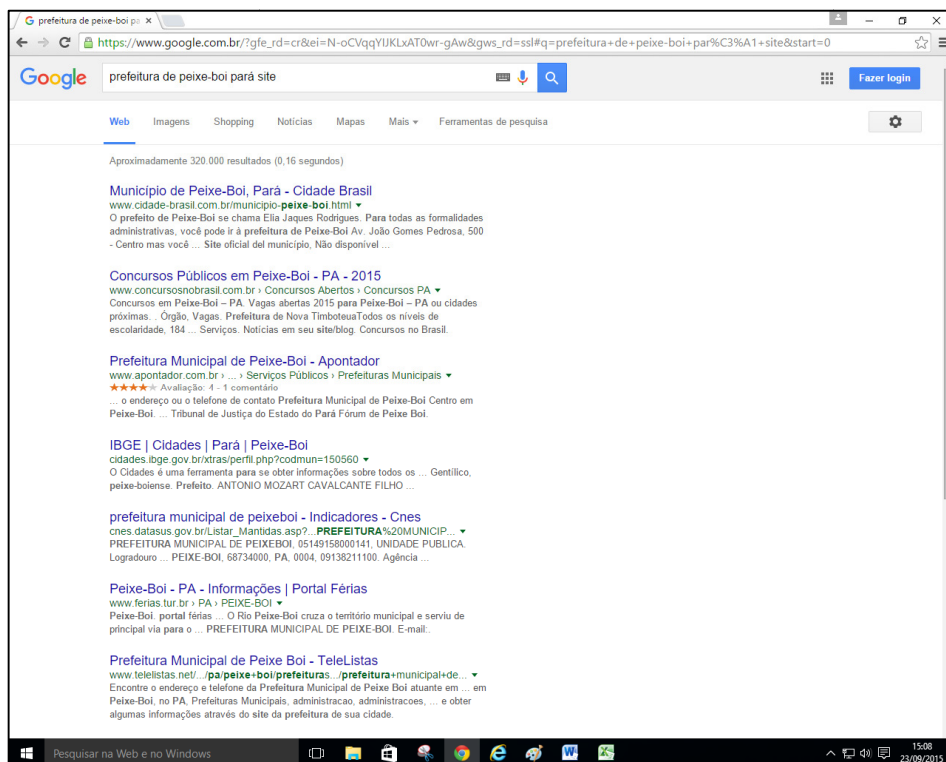 prefeitura de peixe-boi pa
https://www.google.com.br/?gfe_rd=cr&ei=N-oCVqqYIJKLxAT0wr-gAw&gws_rd=ssl#q=prefeitura+de+peixe-boi+par%C3%A1+site&start=0
Google prefeitura de peixe-boi pará site Fazer login
Web Imagens Shopping Notícias Mapas Mais Ferramentas de pesquisa
Aproximadamente 320.000 resultados (0,16 segundos)
Município de Peixe-Boi, Pará - Cidade Brasil
www.cidade-brasil.com.br/municipio-peixe-boi.html
O prefeito de Peixe-Boi se chama Elia Jaques Rodrigues. Para todas as formalidades
administrativas, você pode ir á prefeitura de Peixe-Boi Av. João Gomes Pedrosa, 500
- Centro mas você ... Site oficial del município, Não disponível ...
Concursos Públicos em Peixe-Boi - PA - 2015
www.concursosnobrasil.com.br › Concursos Abertos › Concursos PA
Concursos em Peixe-Boi – PA. Vagas abertas 2015 para Peixe-Boi – PA ou cidades
próximas. . Órgão, Vagas. Prefeitura de Nova TimboteuaTodos os níveis de
escolaridade, 184 ... Serviços. Notícias em seu site/blog. Concursos no Brasil.
Prefeitura Municipal de Peixe-Boi - Apontador
www.apontador.com.br › ... › Serviços Públicos › Prefeituras Municipais
Avaliação: 4 - 1 comentário
... o endereço ou o telefone de contato Prefeitura Municipal de Peixe-Boi Centro em
Peixe-Boi. ... Tribunal de Justiça do Estado do Pará Fórum de Peixe Boi.
IBGE | Cidades | Pará | Peixe-Boi
cidades.ibge.gov.br/xtras/perfil.php?codmun=150560
O Cidades é uma ferramenta para se obter informações sobre todos os ... Gentílico,
peixe-boiense. Prefeito. ANTONIO MOZART CAVALCANTE FILHO ...
prefeitura municipal de peixeboi - Indicadores - Cnes
cnes.datasus.gov.br/Listar_Mantidas.asp?...PREFEITURA%20MUNICIP...
PREFEITURA MUNICIPAL DE PEIXEBOI, 05149158000141, UNIDADE PUBLICA.
Logradouro ... PEIXE-BOI, 68734000, PA, 0004, 09138211100. Agência ...
Peixe-Boi - PA - Informações | Portal Férias
www.ferias.tur.br › PA › PEIXE-BOI
Peixe-Boi. portal férias ... O Rio Peixe-Boi cruza o território municipal e serviu de
principal via para o ... PREFEITURA MUNICIPAL DE PEIXE-BOI. E-mail:.
Prefeitura Municipal de Peixe Boi - TeleListas
www.telelistas.net/.../pa/peixe+boi/prefeituras.../prefeitura+municipal+de...
Encontre o endereço e telefone da Prefeitura Municipal de Peixe Boi atuante em ... em
Peixe-Boi, no PA, Prefeituras Municipais, administracao, administracoes, ... e obter
algumas informações através do site da prefeitura de sua cidade.
Pesquisar na Web e no Windows
15:08
23/09/2015